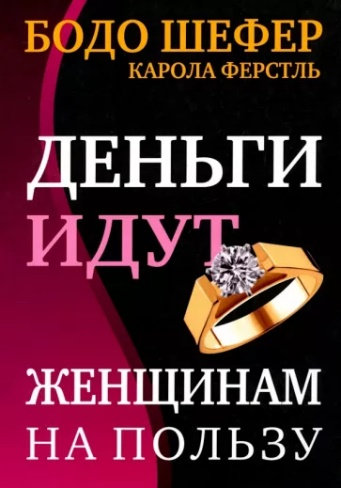 БОДО ШЕФЕР
КАРОЛА ФЕРСТЛЬ
ДЕНЬГИ
ИДУТ
ЖЕНЩИНАМ
НА ПОЛЬЗУ